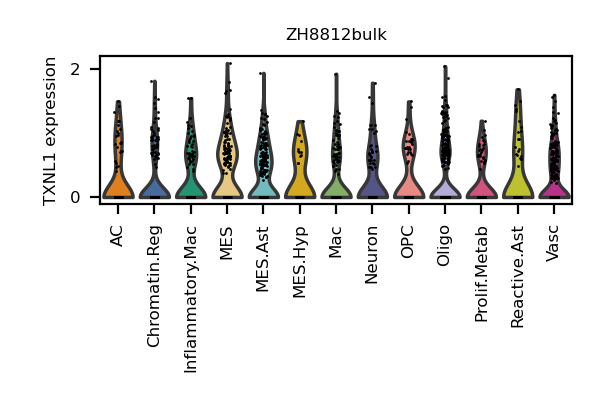 ZH8812bulk
TXNL1 expression
2
0
AC
Chromatin.Reg
Inflammatory.Mac
MES
MES.Ast
MES.Hyp
Mac
Neuron
OPC
Oligo
Prolif.Metab
Reactive.Ast
Vasc